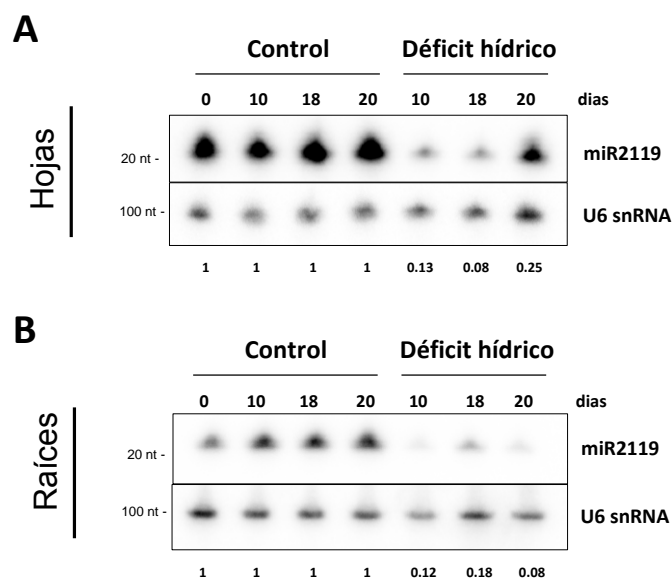 A
Control Déficit hídrico
0 10 18 20 10 18 20 dias
Hojas
20 nt - miR2119
100 nt - U6 snRNA
1 1 1 1 0.13 0.08 0.25
B
Control Déficit hídrico
0 10 18 20 10 18 20 dias
Raíces
20 nt - miR2119
100 nt - U6 snRNA
1 1 1 1 0.12 0.18 0.08